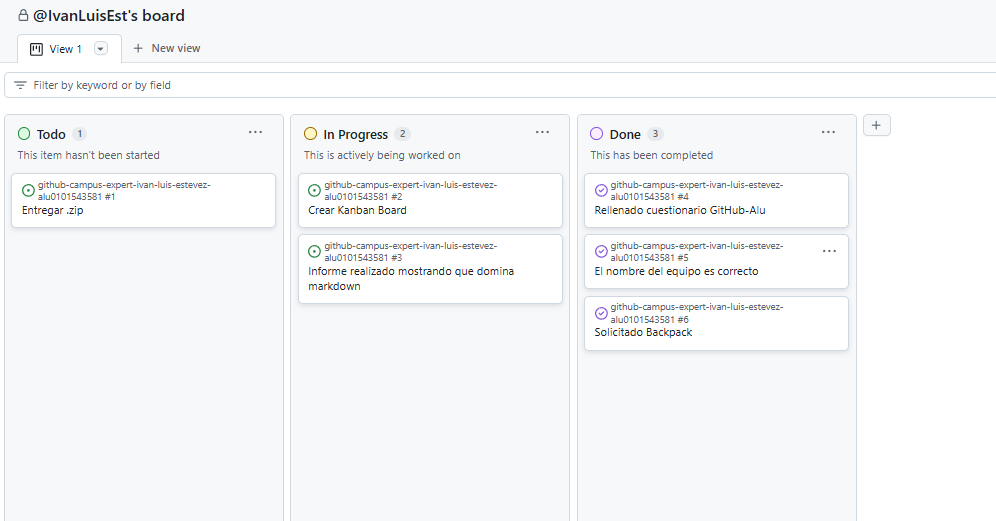 @IvanLuisEst's board
View 1
New view
Filter by keyword or by field
Todo 1
This item hasn't been started
github-campus-expert-ivan-luis-estevez-
alu0101543581 #1
Entregar .zip
In Progress 2
This is actively being worked on
github-campus-expert-ivan-luis-estevez-
alu0101543581 #2
Crear Kanban Board
github-campus-expert-ivan-luis-estevez-
alu0101543581 #3
Informe realizado mostrando que domina
markdown
Done 3
This has been completed
github-campus-expert-ivan-luis-estevez-
alu0101543581 #4
Rellenado cuestionario GitHub-Alu
github-campus-expert-ivan-luis-estevez-
alu0101543581 #5
El nombre del equipo es correcto
github-campus-expert-ivan-luis-estevez-
alu0101543581 #6
Solicitado Backpack